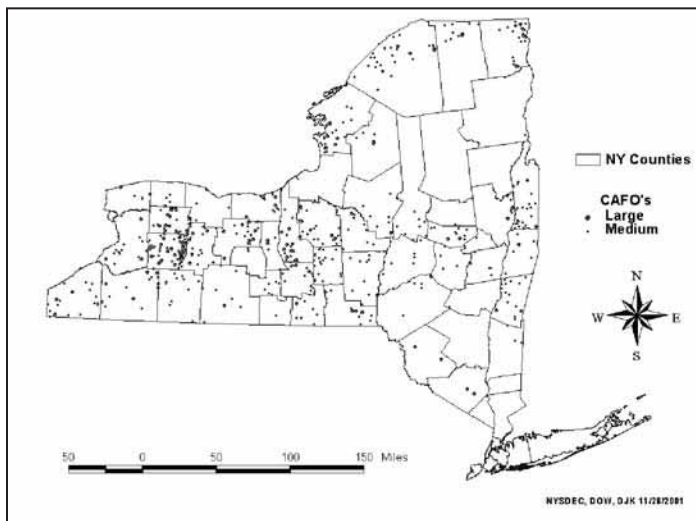 NY Counties
CAFO's
Large
Medium
N
W E
S
50 0 50 100 150 Miles
NYSDEC, DOW, DJK 11/28/2001